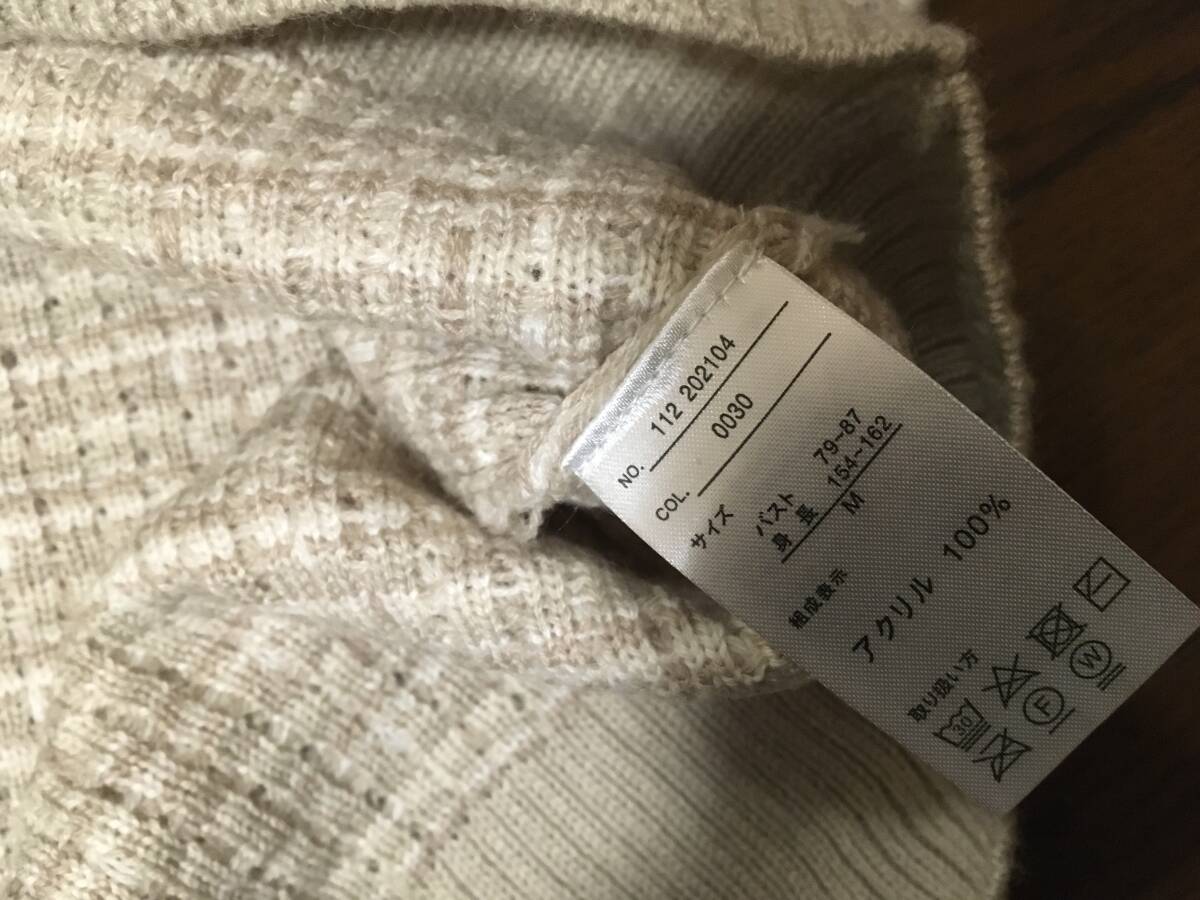 NO. 112 202104
COL. 0030
サイズ
バスト 79~87
身長 154~162
M
組成表示
アクリル 100%
取り扱い方
30
F
W